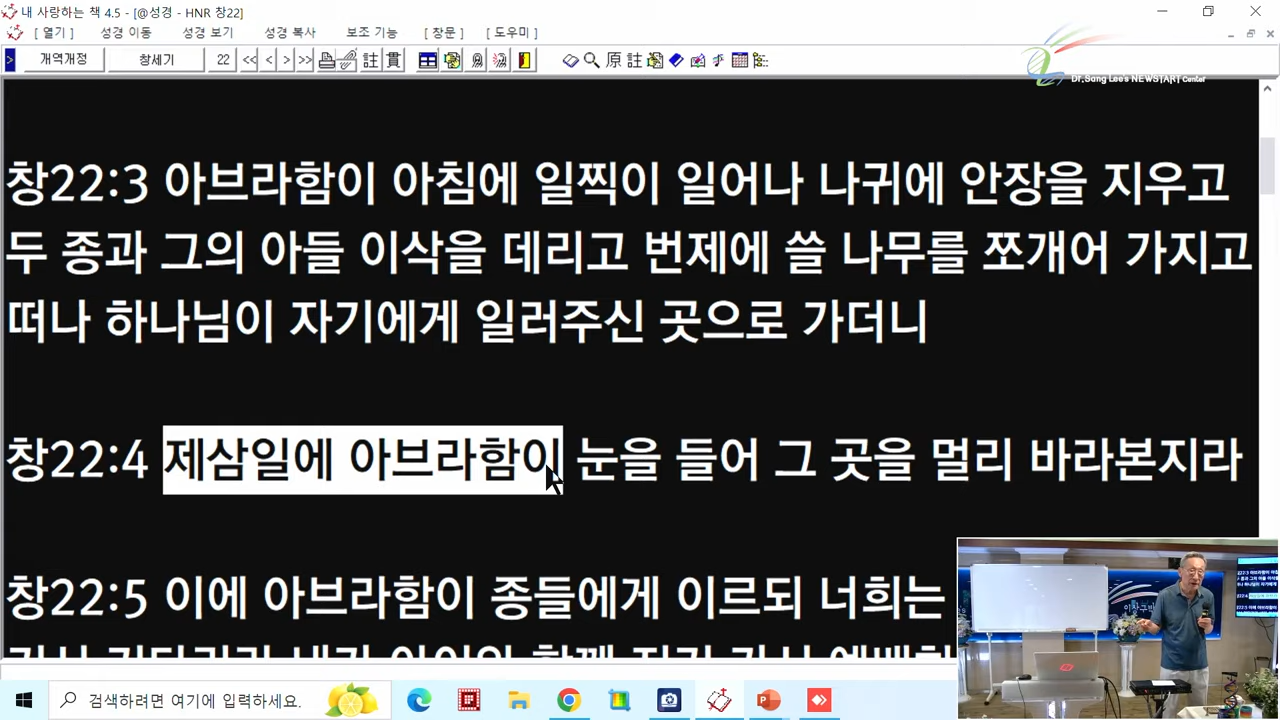 내 사랑하는 책 4.5 - [@성경 - HNR 창22]
[ 열기 ] 성경 이동 성경 보기 성경 복사 보조 기능 [ 창문 ] [ 도우미 ]
개역개정 창세기 22 << < > >> 註 貫 原 註
Dr.Sang Lee's NEWSTART Center
창22:3 아브라함이 아침에 일찍이 일어나 나귀에 안장을 지우고
두 종과 그의 아들 이삭을 데리고 번제에 쓸 나무를 쪼개어 가지고
떠나 하나님이 자기에게 일러주신 곳으로 가더니
창22:4 제삼일에 아브라함이 눈을 들어 그 곳을 멀리 바라본지라
창22:5 이에 아브라함이 종들에게 이르되 너희는
검색하려면 여기에 입력하세요.